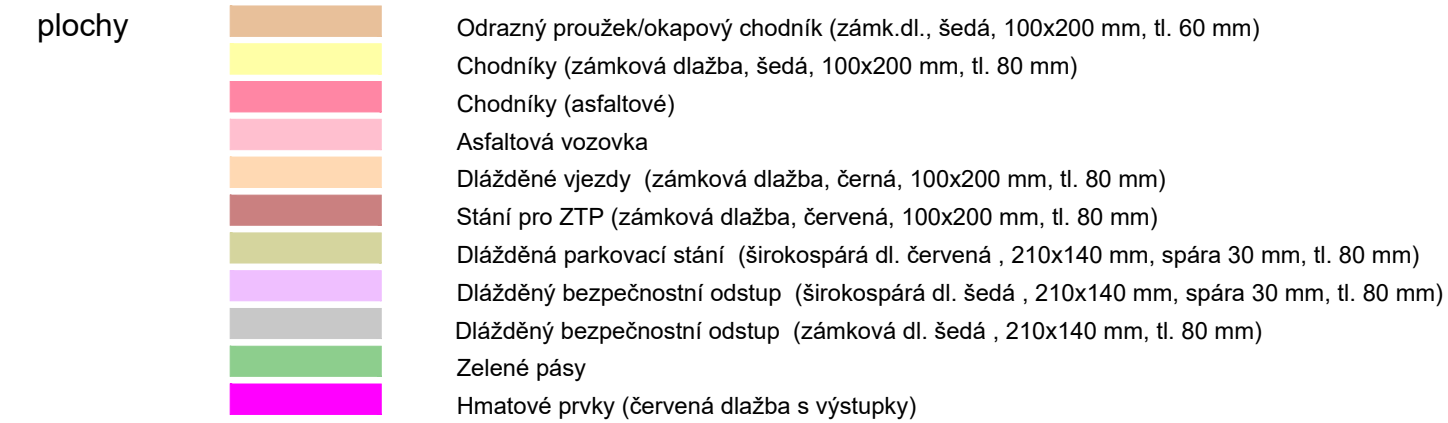 plochy
Odrazný proužek/okapový chodník (zámk.dl., šedá, 100x200 mm, tl. 60 mm)
Chodníky (zámková dlažba, šedá, 100x200 mm, tl. 80 mm)
Chodníky (asfaltové)
Asfaltová vozovka
Dlážděné vjezdy  (zámková dlažba, černá, 100x200 mm, tl. 80 mm)
Stání pro ZTP (zámková dlažba, červená, 100x200 mm, tl. 80 mm)
Dlážděná parkovací stání  (širokospárá dl. červená , 210x140 mm, spára 30 mm, tl. 80 mm)
Dlážděný bezpečnostní odstup  (širokospárá dl. šedá , 210x140 mm, spára 30 mm, tl. 80 mm)
Dlážděný bezpečnostní odstup  (zámková dl. šedá , 210x140 mm, tl. 80 mm)
Zelené pásy
Hmatové prvky (červená dlažba s výstupky)